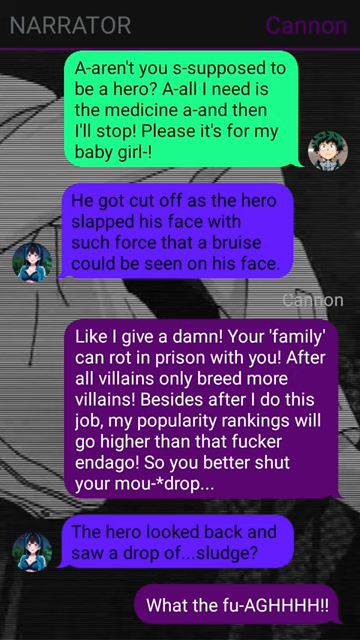 NARRATOR
Cannon
A-aren't you s-supposed to
be a hero? A-all I need is
the medicine a-and then
I'll stop! Please it's for my
baby girl-!
He got cut off as the hero
slapped his face with
such force that a bruise
could be seen on his face.
Cannon
Like I give a damn! Your 'family'
can rot in prison with you! After
all villains only breed more
villains! Besides after I do this
job, my popularity rankings will
go higher than that fucker
endago! So you better shut
your mou-*drop...
The hero looked back and
saw a drop of...sludge?
What the fu-AGHHHH!!